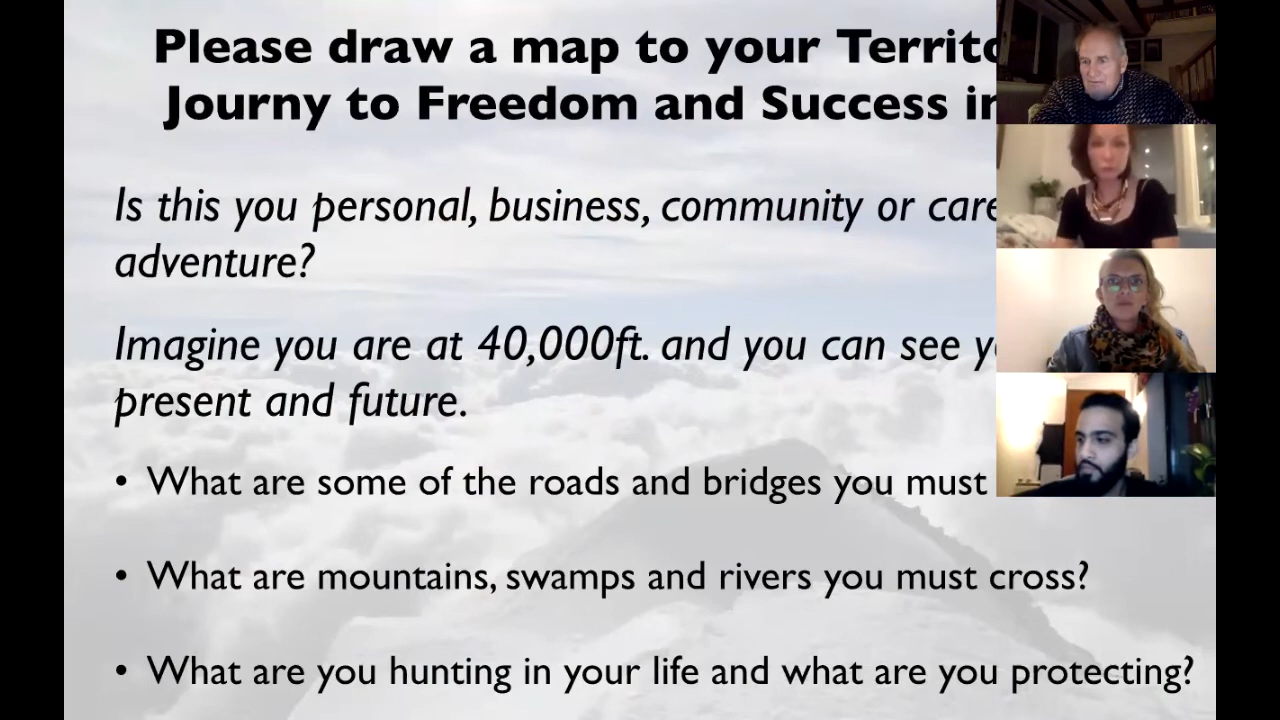 Please draw a map to your Territo
Journy to Freedom and Success in
Is this you personal, business, community or care
adventure?
Imagine you are at 40,000ft. and you can see y
present and future.
• What are some of the roads and bridges you must
• What are mountains, swamps and rivers you must cross?
• What are you hunting in your life and what are you protecting?